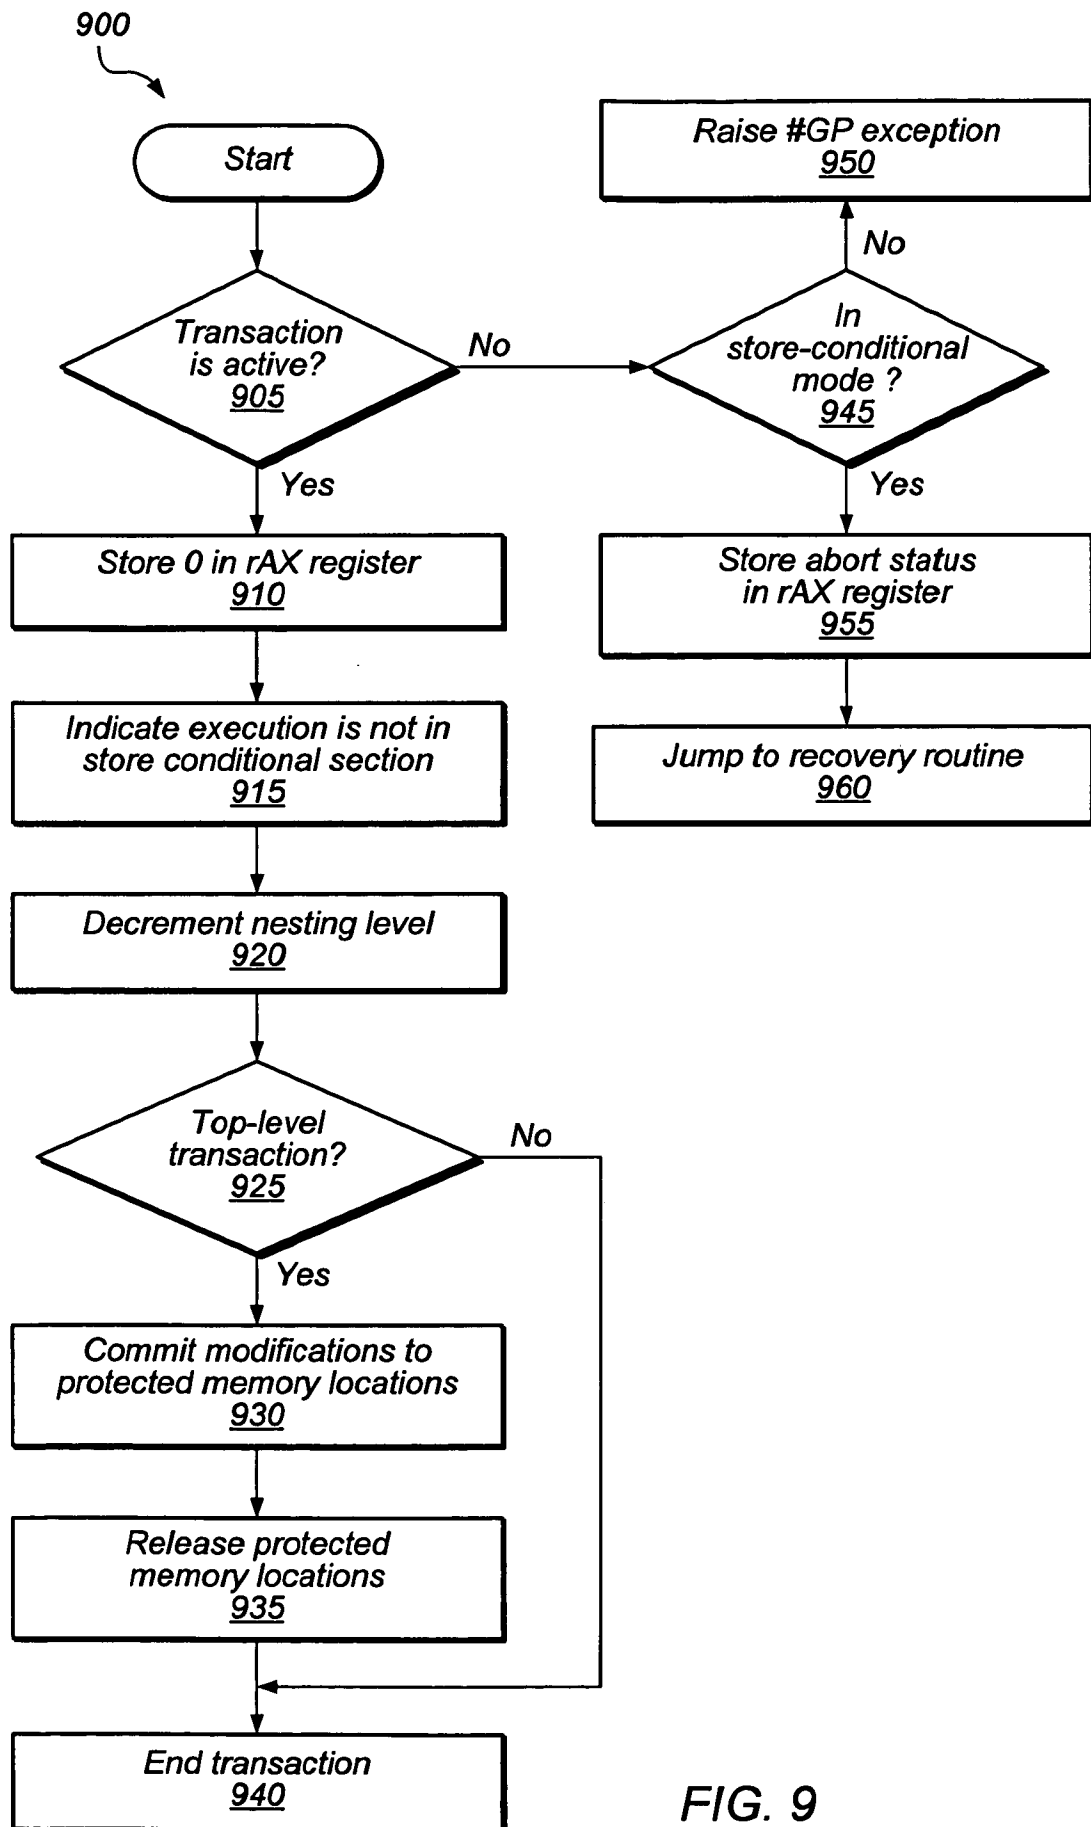 900
Start
Raise #GP exception
950
No
Transaction
is active?
905
No
In
store-conditional
mode ?
945
Yes
Yes
Store 0 in rAX register
910
Store abort status
in rAX register
955
Indicate execution is not in
store conditional section
915
Jump to recovery routine
960
Decrement nesting level
920
Top-level
transaction?
925
No
Yes
Commit modifications to
protected memory locations
930
Release protected
memory locations
935
End transaction
940
FIG. 9